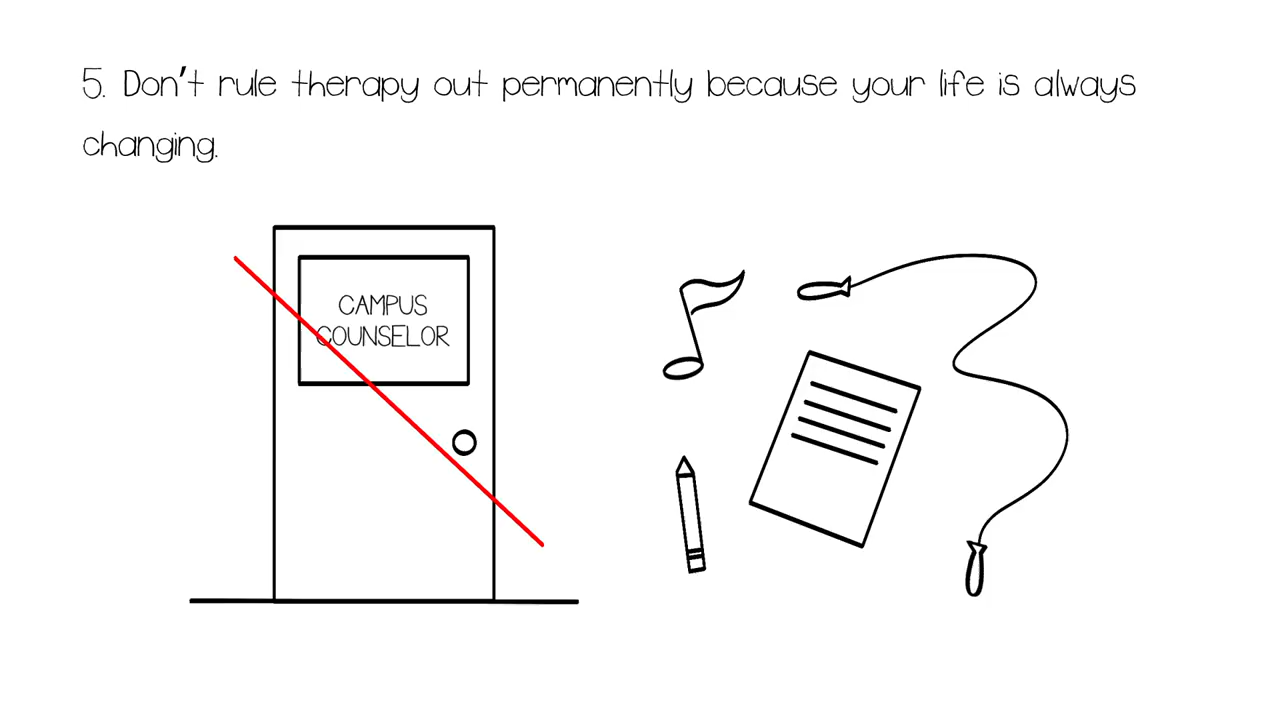 5. Don't rule therapy out permanently because your life is always
changing.
CAMPUS
COUNSELOR